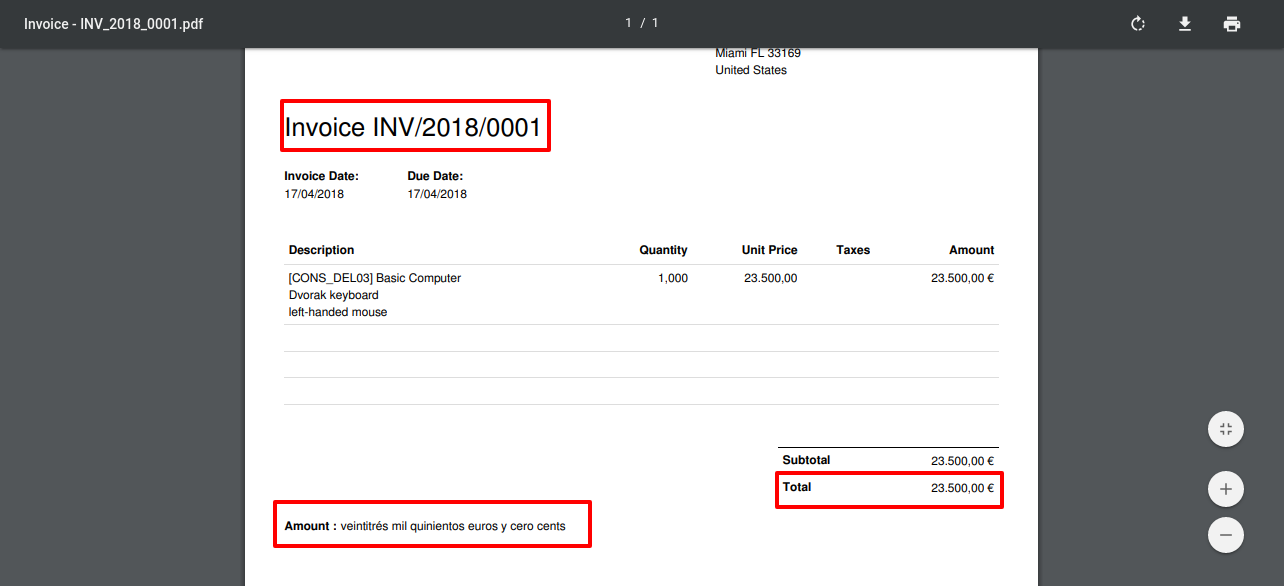 Invoice - INV_2018_0001.pdf
1 / 1
Miami FL 33169
United States
Invoice INV/2018/0001
Invoice Date: Due Date:
17/04/2018 17/04/2018
Description Quantity Unit Price Taxes Amount
[CONS_DEL03] Basic Computer 1,000 23.500,00 23.500,00 €
Dvorak keyboard
left-handed mouse
Subtotal 23.500,00 €
Total 23.500,00 €
Amount : veintitrés mil quinientos euros y cero cents